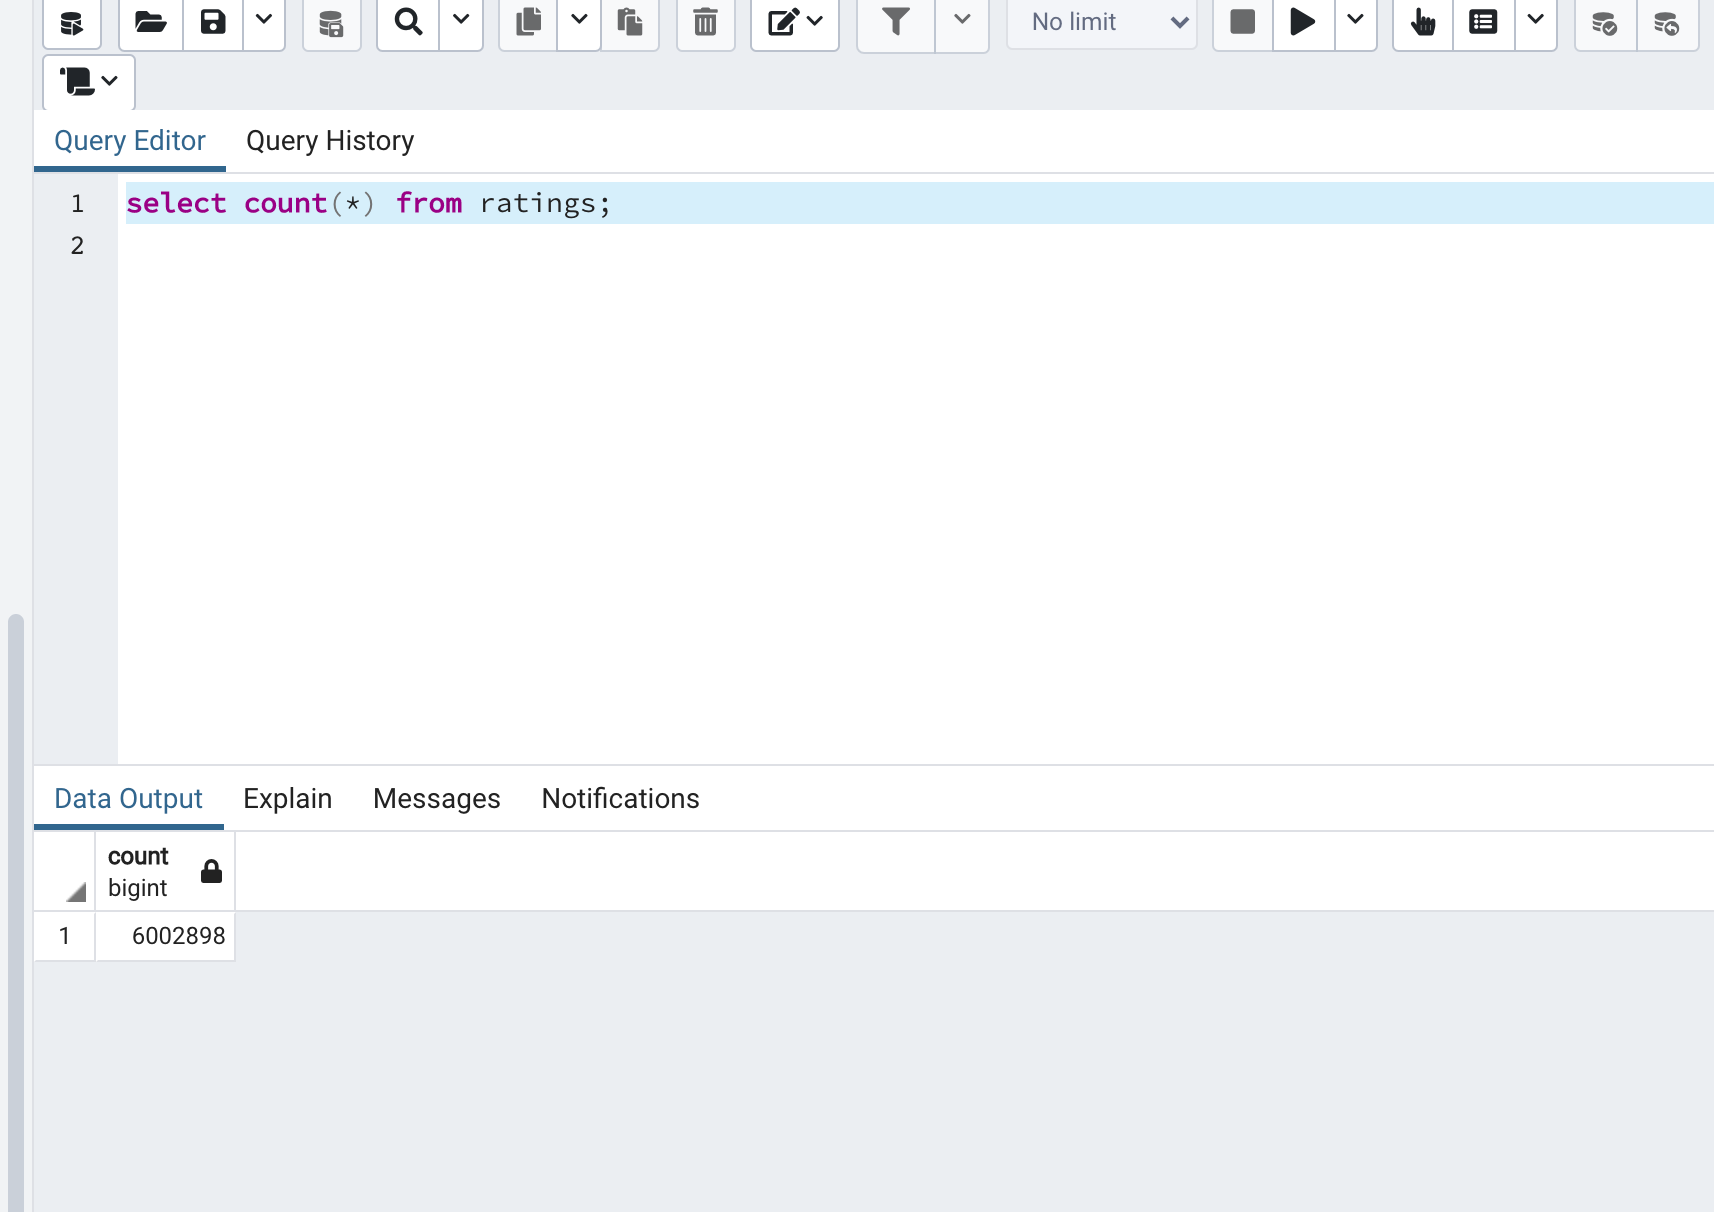 No limit
Query Editor Query History
1 select count(*) from ratings;
2
Data Output Explain Messages Notifications
count
bigint
1 6002898